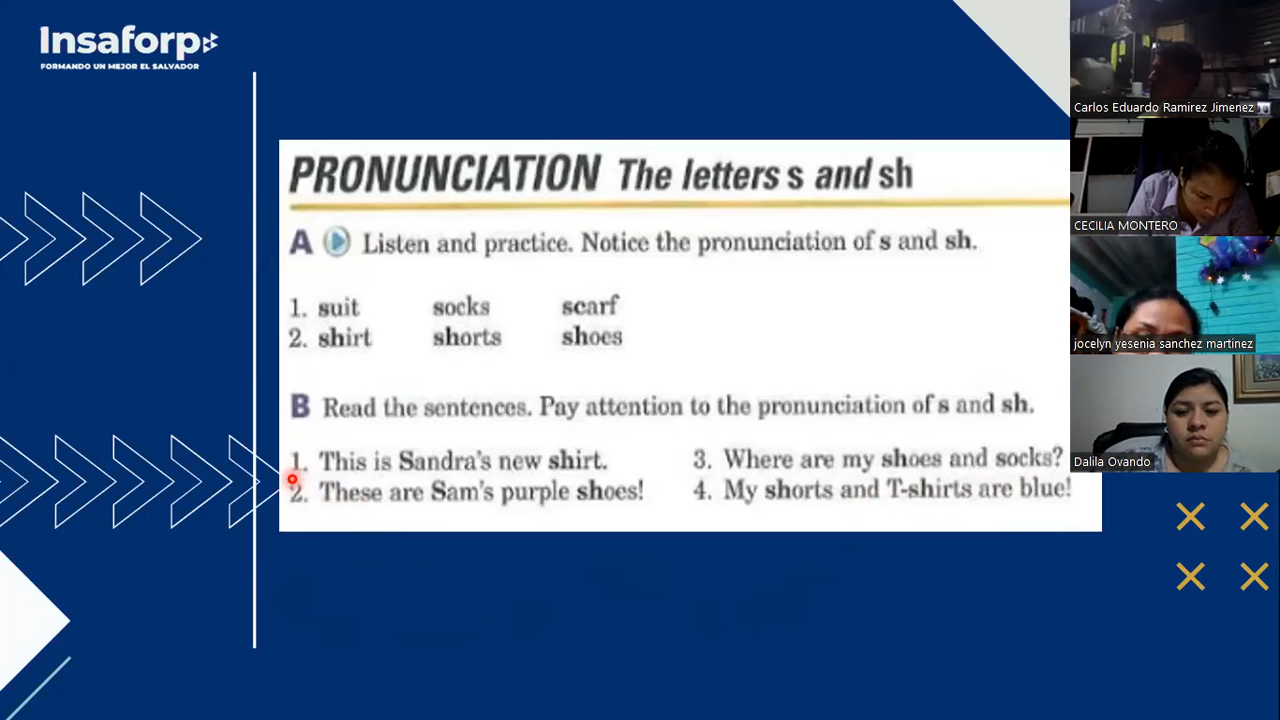 Insaforp
FORMANDO UN MEJOR EL SALVADOR
PRONUNCIATION The letters s and sh
A Listen and practice. Notice the pronunciation of s and sh.
1. suit socks scarf
2. shirt shorts shoes
B Read the sentences. Pay attention to the pronunciation of s and sh.
1. This is Sandra's new shirt.
2. These are Sam's purple shoes!
3. Where are my shoes and socks?
4. My shorts and T-shirts are blue!
Carlos Eduardo Ramirez Jimenez
CECILIA MONTERO
jocelyn yesenia sanchez martinez
Dalila Ovando